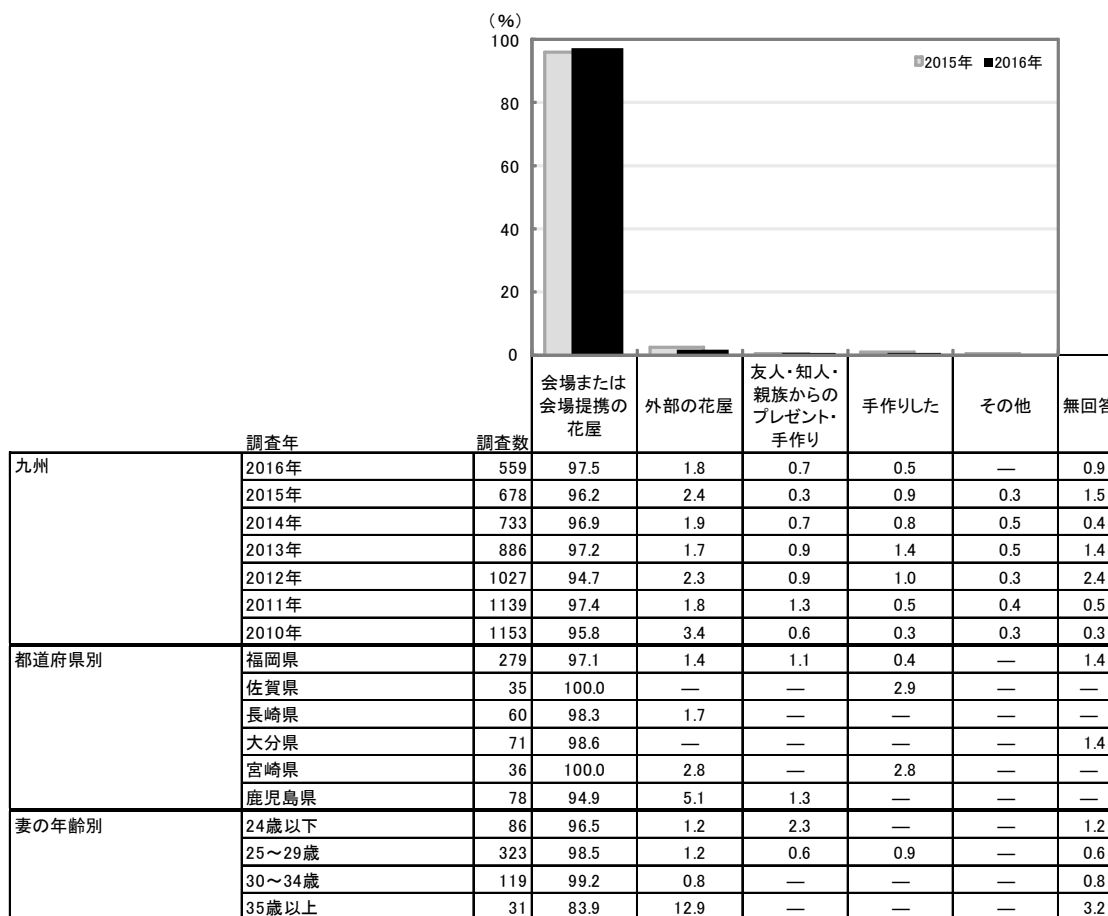 （％）
100
80
60
40
20
0
2015年 2016年
会場または会場提携の花屋 外部の花屋 友人・知人・親族からのプレゼント・手作り 手作りした その他 無回答
調査年 調査数
九州 2016年 559 97.5 1.8 0.7 0.5 — 0.9
2015年 678 96.2 2.4 0.3 0.9 0.3 1.5
2014年 733 96.9 1.9 0.7 0.8 0.5 0.4
2013年 886 97.2 1.7 0.9 1.4 0.5 1.4
2012年 1027 94.7 2.3 0.9 1.0 0.3 2.4
2011年 1139 97.4 1.8 1.3 0.5 0.4 0.5
2010年 1153 95.8 3.4 0.6 0.3 0.3 0.3
都道府県別 福岡県 279 97.1 1.4 1.1 0.4 — 1.4
佐賀県 35 100.0 — — 2.9 — —
長崎県 60 98.3 1.7 — — — —
大分県 71 98.6 — — — — 1.4
宮崎県 36 100.0 2.8 — 2.8 — —
鹿児島県 78 94.9 5.1 1.3 — — —
妻の年齢別 24歳以下 86 96.5 1.2 2.3 — — 1.2
25～29歳 323 98.5 1.2 0.6 0.9 — 0.6
30～34歳 119 99.2 0.8 — — — 0.8
35歳以上 31 83.9 12.9 — — — 3.2